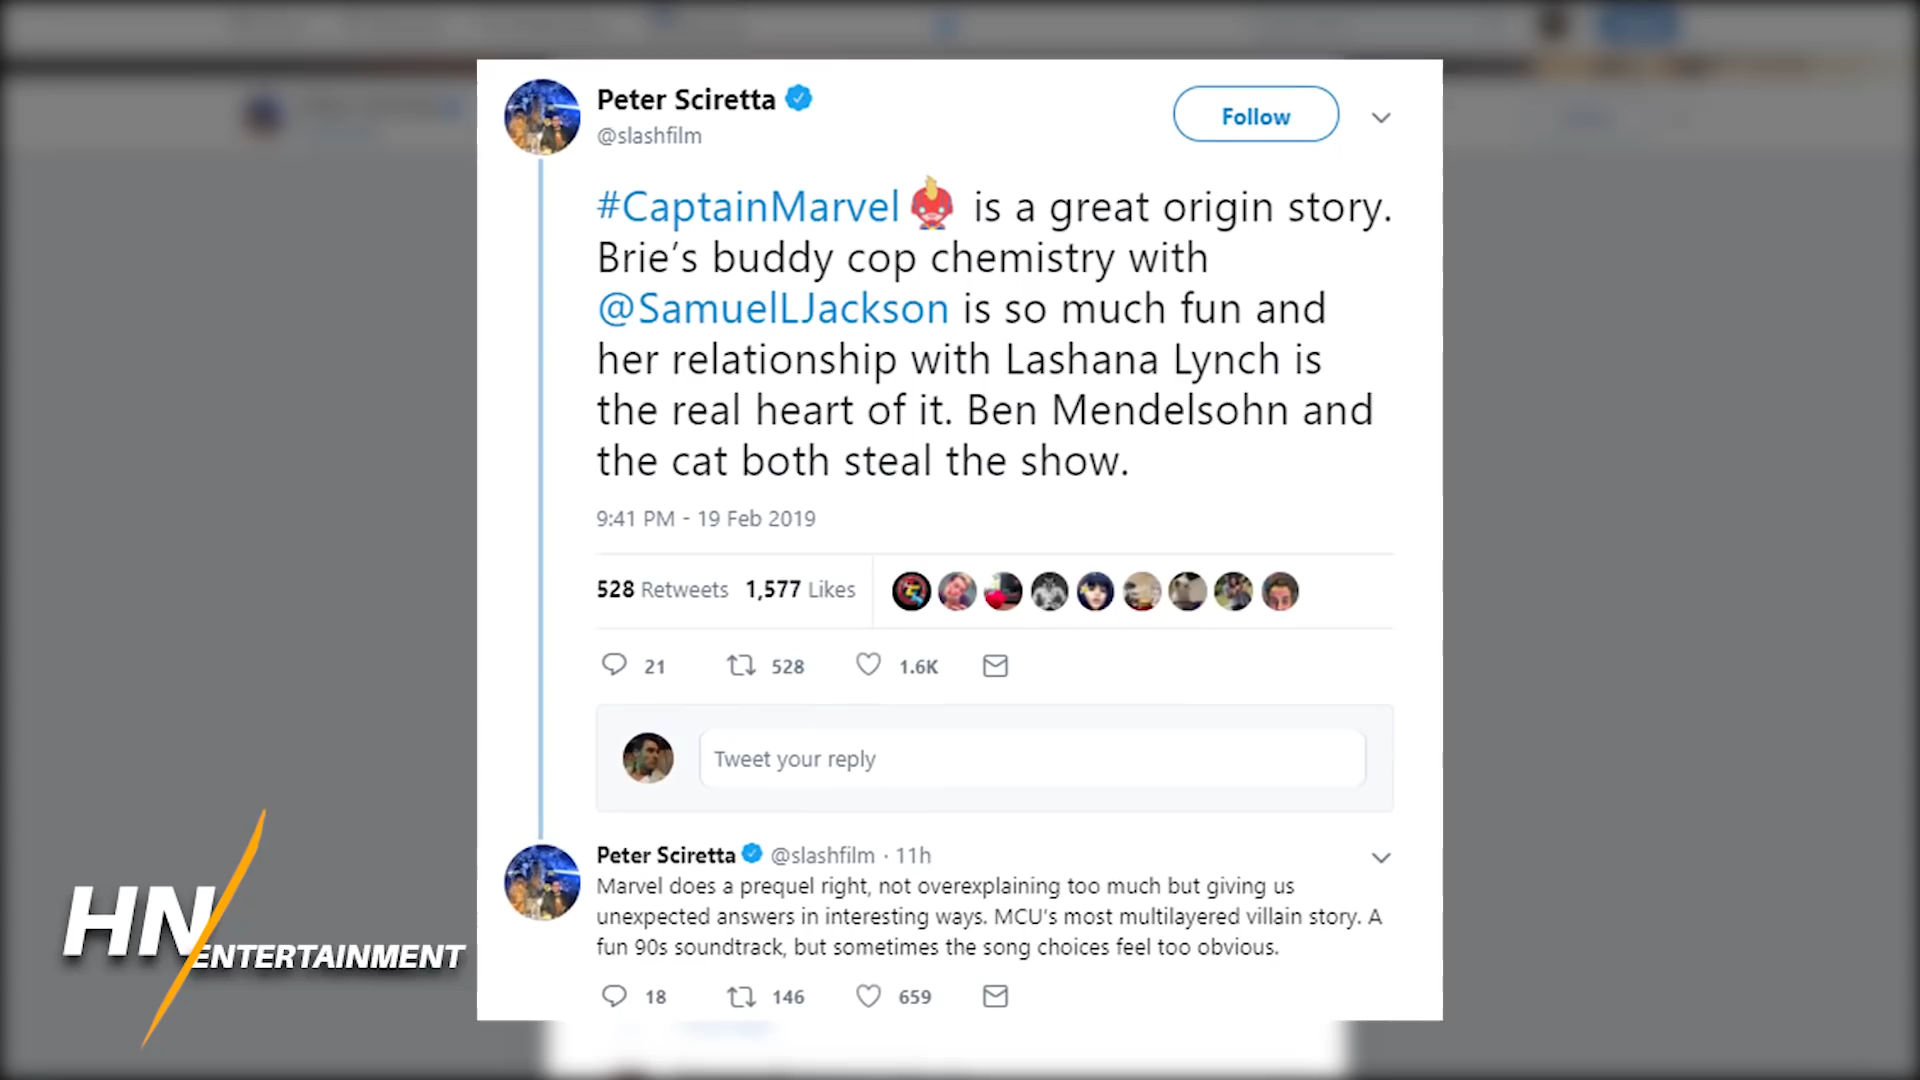 Peter Sciretta
@slashfilm
Follow
#CaptainMarvel is a great origin story.
Brie’s buddy cop chemistry with
@SamuelLJackson is so much fun and
her relationship with Lashana Lynch is
the real heart of it. Ben Mendelsohn and
the cat both steal the show.
9:41 PM - 19 Feb 2019
528 Retweets 1,577 Likes
21 528 1.6K
Tweet your reply
Peter Sciretta @slashfilm · 11h
Marvel does a prequel right, not overexplaining too much but giving us
unexpected answers in interesting ways. MCU's most multilayered villain story. A
fun 90s soundtrack, but sometimes the song choices feel too obvious.
18 146 659
HN
ENTERTAINMENT